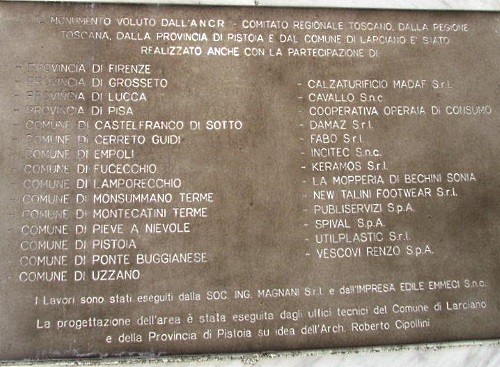 IL MONUMENTO VOLUTO DALL'A.N.C.R. - COMITATO REGIONALE TOSCANO, DALLA REGIONE
TOSCANA, DALLA PROVINCIA DI PISTOIA E DAL COMUNE DI LARCIANO E' STATO
REALIZZATO ANCHE CON LA PARTECIPAZIONE DI:
- PROVINCIA DI FIRENZE
- PROVINCIA DI GROSSETO
- PROVINCIA DI LUCCA
- PROVINCIA DI PISA
- COMUNE DI CASTELFRANCO DI SOTTO
- COMUNE DI CERRETO GUIDI
- COMUNE DI EMPOLI
- COMUNE DI FUCECCHIO
- COMUNE DI LAMPORECCHIO
- COMUNE DI MONSUMMANO TERME
- COMUNE DI MONTECATINI TERME
- COMUNE DI PIEVE A NIEVOLE
- COMUNE DI PISTOIA
- COMUNE DI PONTE BUGGIANESE
- COMUNE DI UZZANO
- CALZATURIFICIO MADAF S.r.l.
- CAVALLO S.n.c.
COOPERATIVA OPERAIA DI CONSUMO
- DAMAZ S.r.l.
- FABO S.r.l.
- INCITEC S.n.c.
- KERAMOS S.r.l.
- LA MOPPERIA DI BECHINI SONIA
- NEW TALINI FOOTWEAR S.r.l.
- PUBLISERVIZI S.p.A.
- SPIVAL S.p.A.
- UTILPLASTIC S.r.l.
- VESCOVI RENZO S.p.A.
I Lavori sono stati eseguiti dalla SOC. ING. MAGNANI S.r.l. e dall'IMPRESA EDILE EMMECI S.n.c.
La progettazione dell'area è stata eseguita dagli uffici tecnici del Comune di Larciano
e della Provincia di Pistoia su idea dell'Arch. Roberto Cipollini